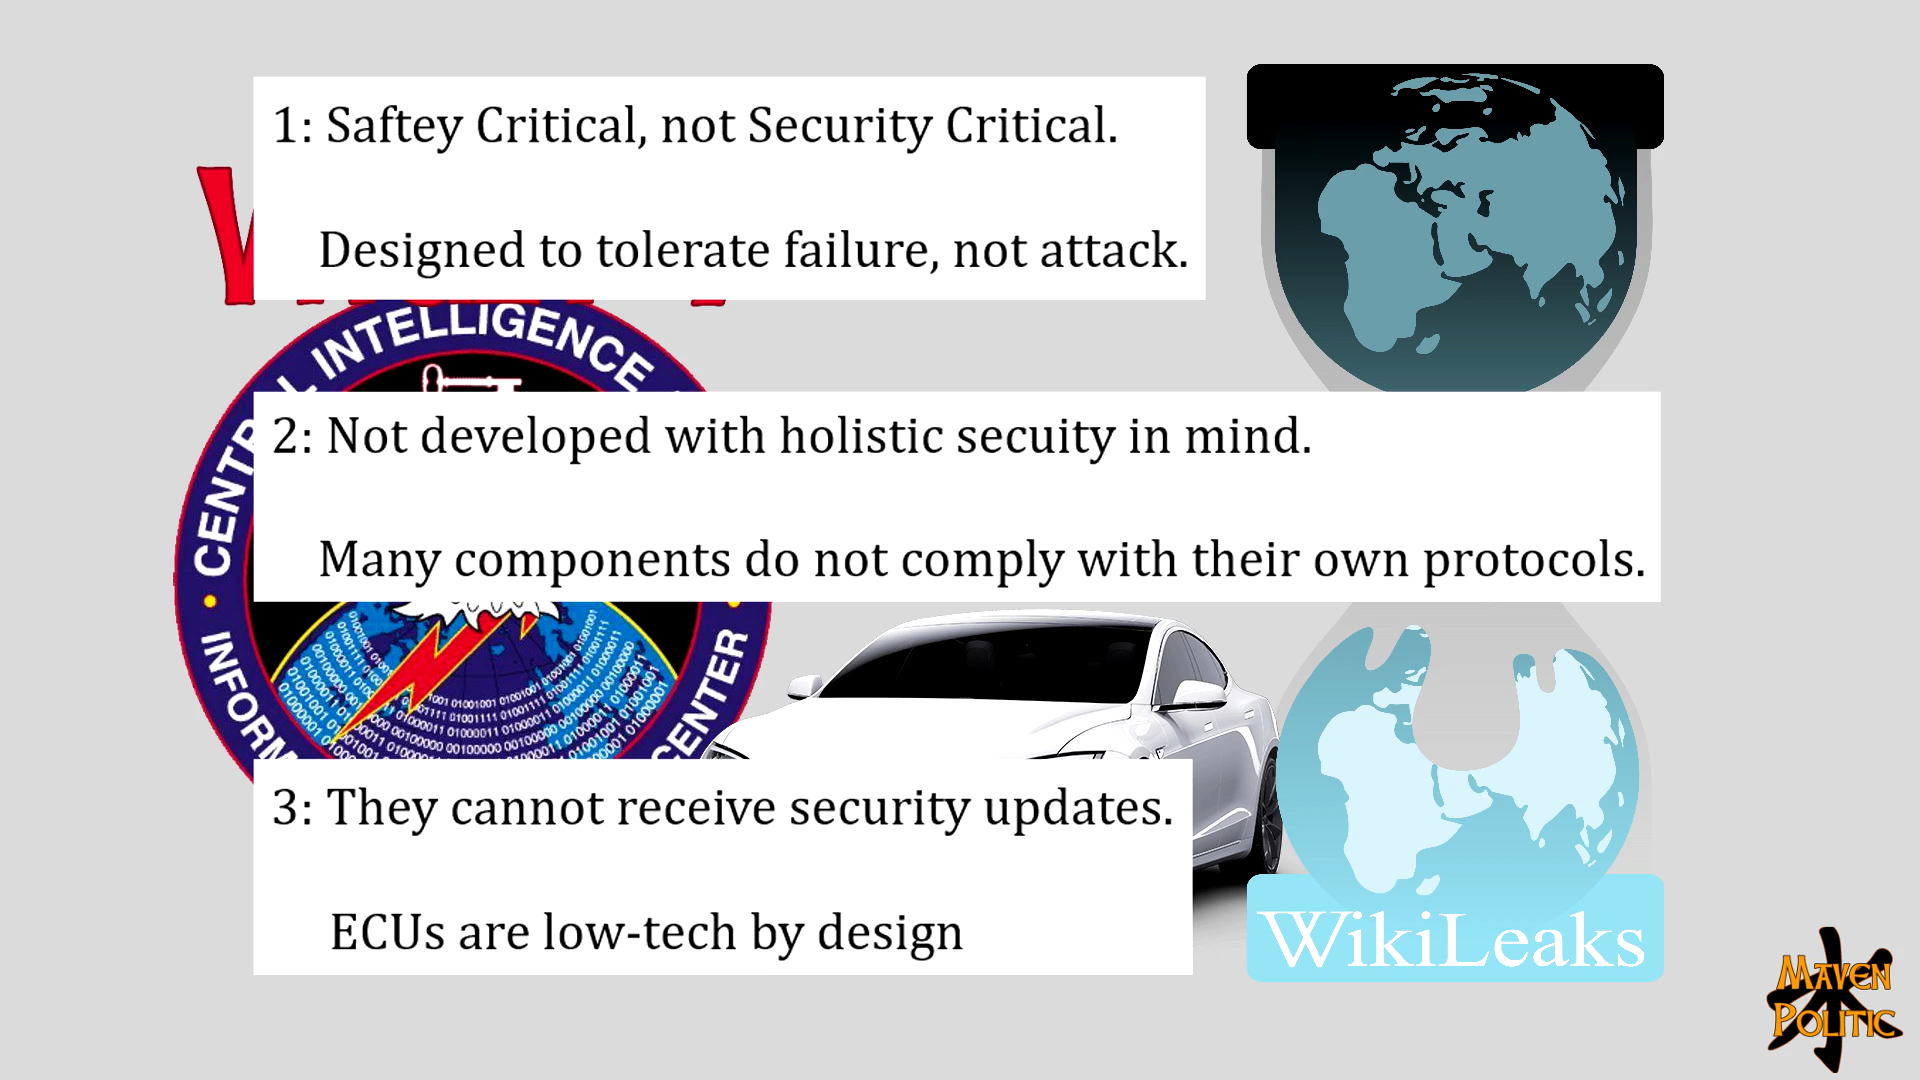 1: Saftey Critical, not Security Critical.
Designed to tolerate failure, not attack.
INTELLIGENCE
2: Not developed with holistic secuity in mind.
Many components do not comply with their own protocols.
CENTER
3: They cannot receive security updates.
ECUs are low-tech by design
WikiLeaks
MAVEN
POLITIC